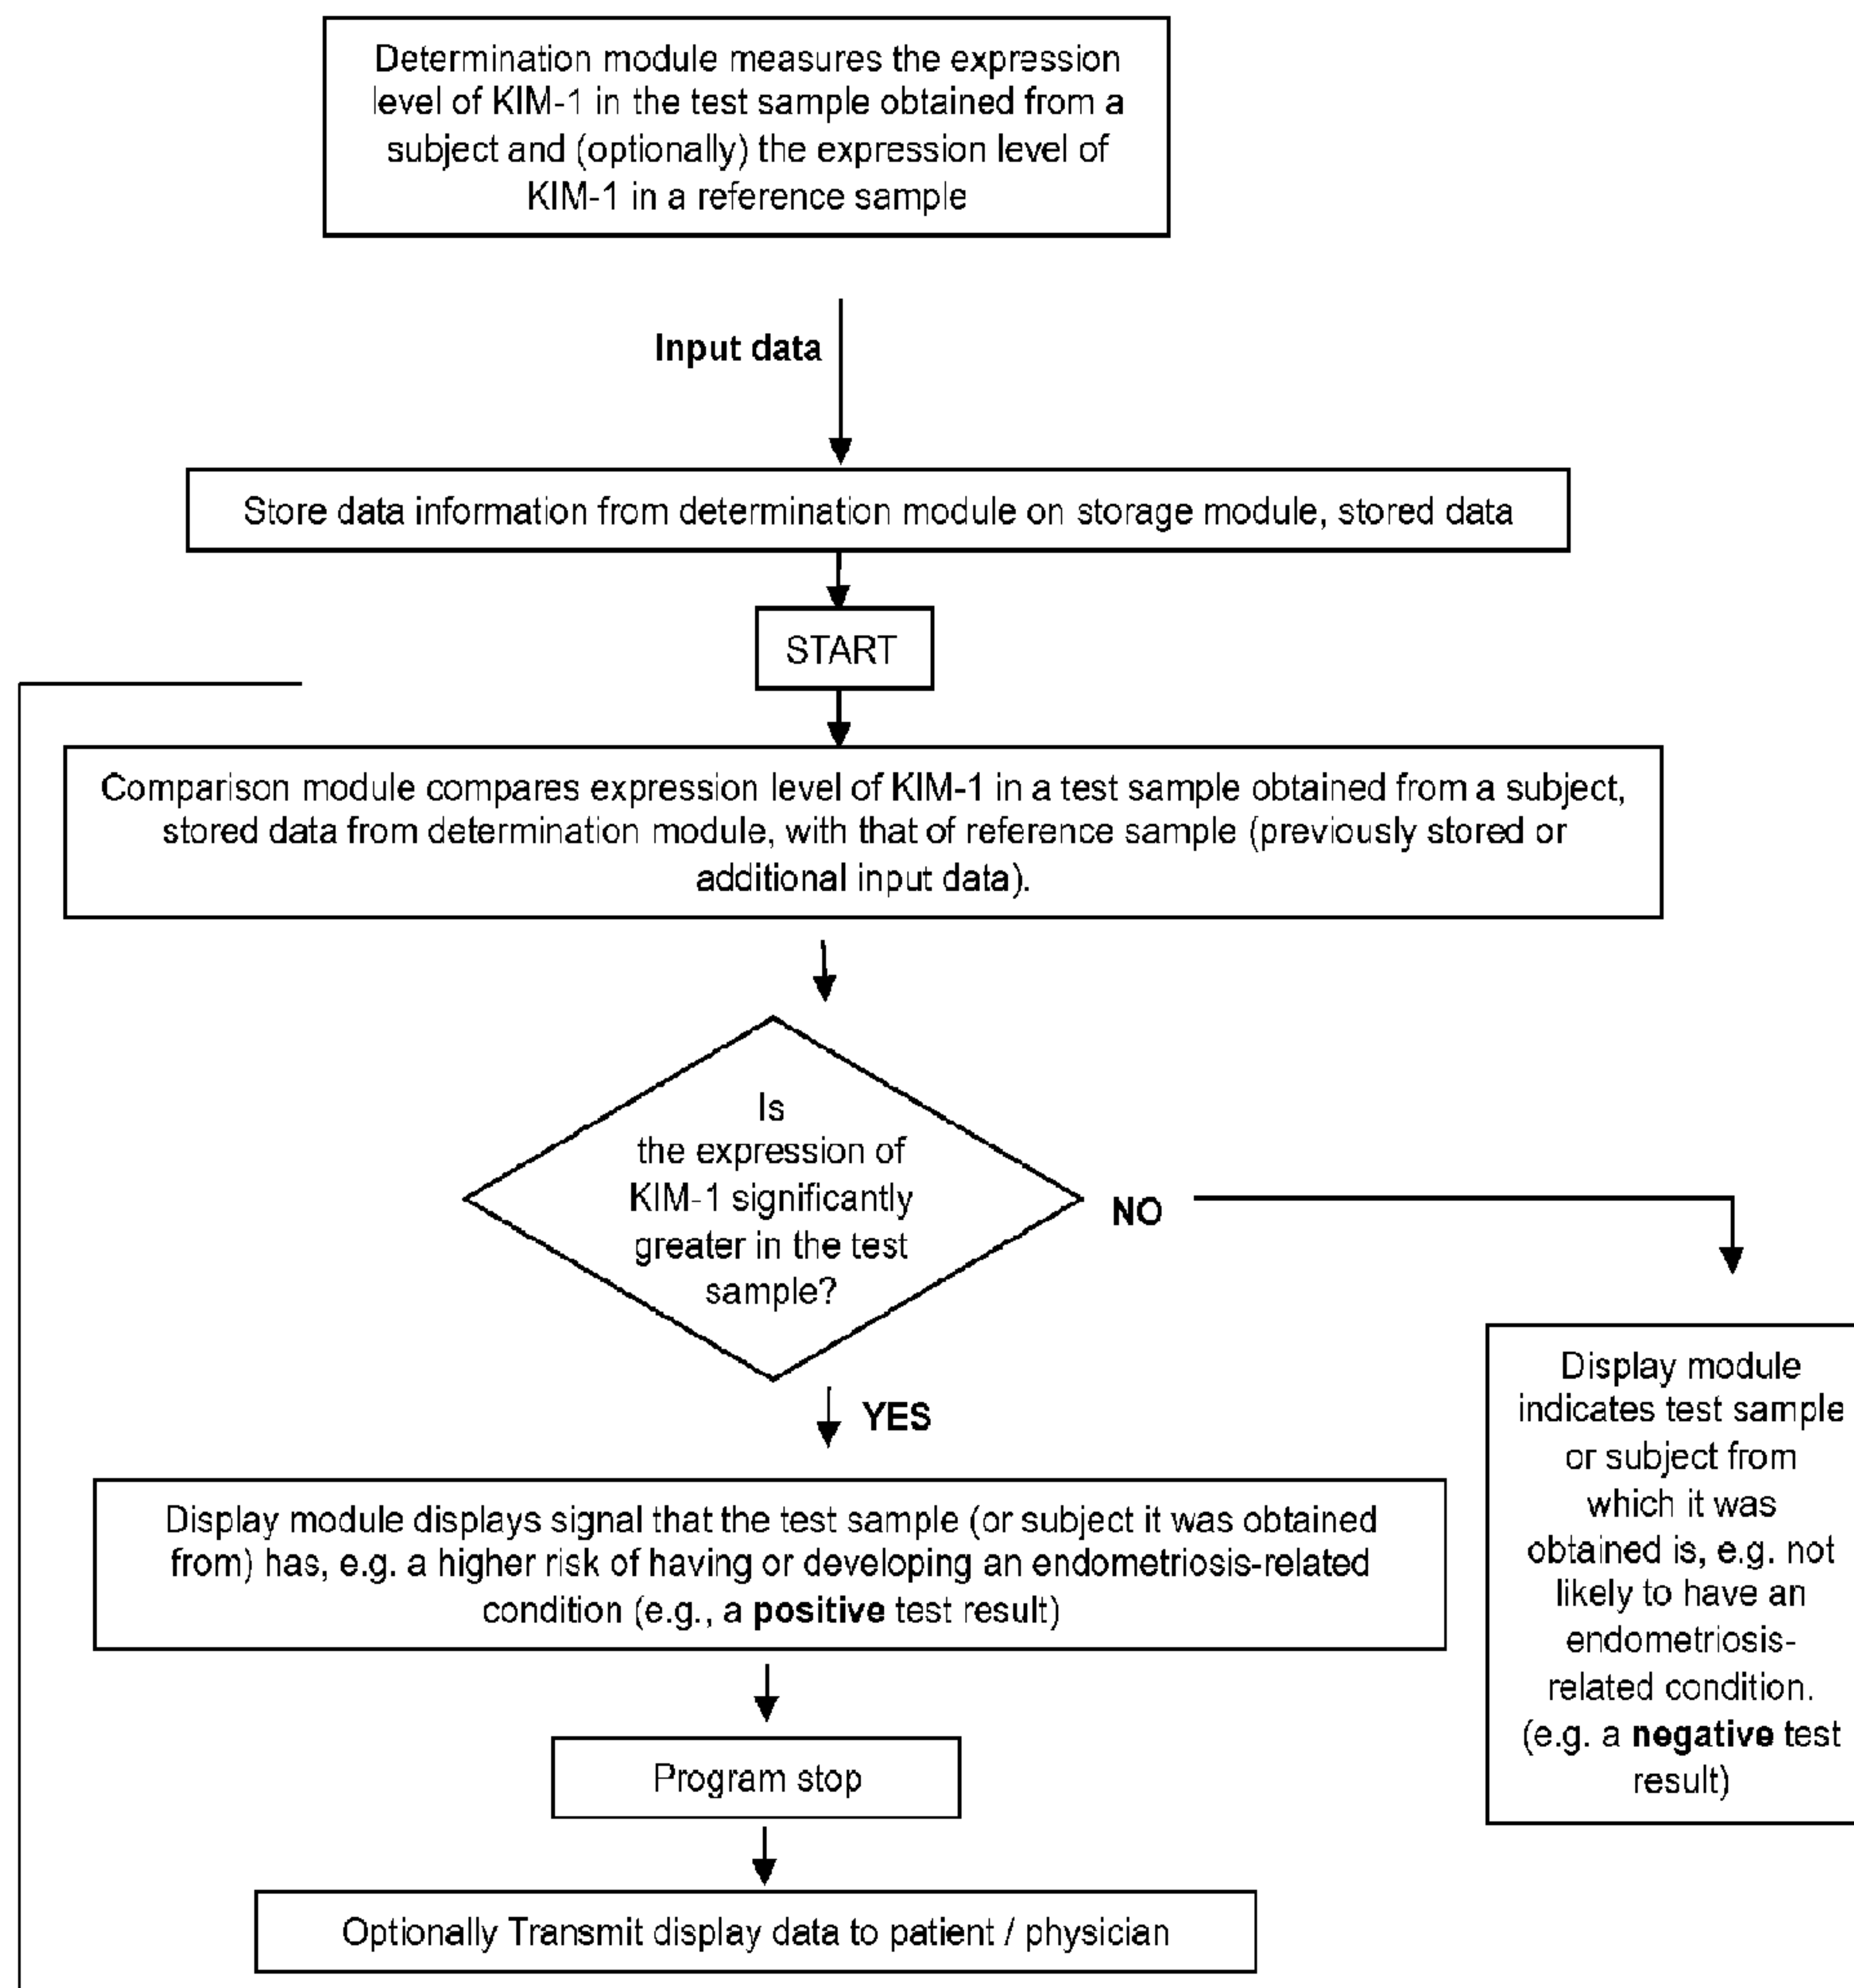 Determination module measures the expression
level of KIM-1 in the test sample obtained from a
subject and (optionally) the expression level of
KIM-1 in a reference sample
Input data
Store data information from determination module on storage module, stored data
START
Comparison module compares expression level of KIM-1 in a test sample obtained from a subject,
stored data from determination module, with that of reference sample (previously stored or
additional input data).
Is
the expression of
KIM-1 significantly
greater in the test
sample?
NO
YES
Display module displays signal that the test sample (or subject it was obtained
from) has, e.g. a higher risk of having or developing an endometriosis-related
condition (e.g., a positive test result)
Display module
indicates test sample
or subject from
which it was
obtained is, e.g. not
likely to have an
endometriosis-
related condition.
(e.g. a negative test
result)
Program stop
Optionally Transmit display data to patient / physician